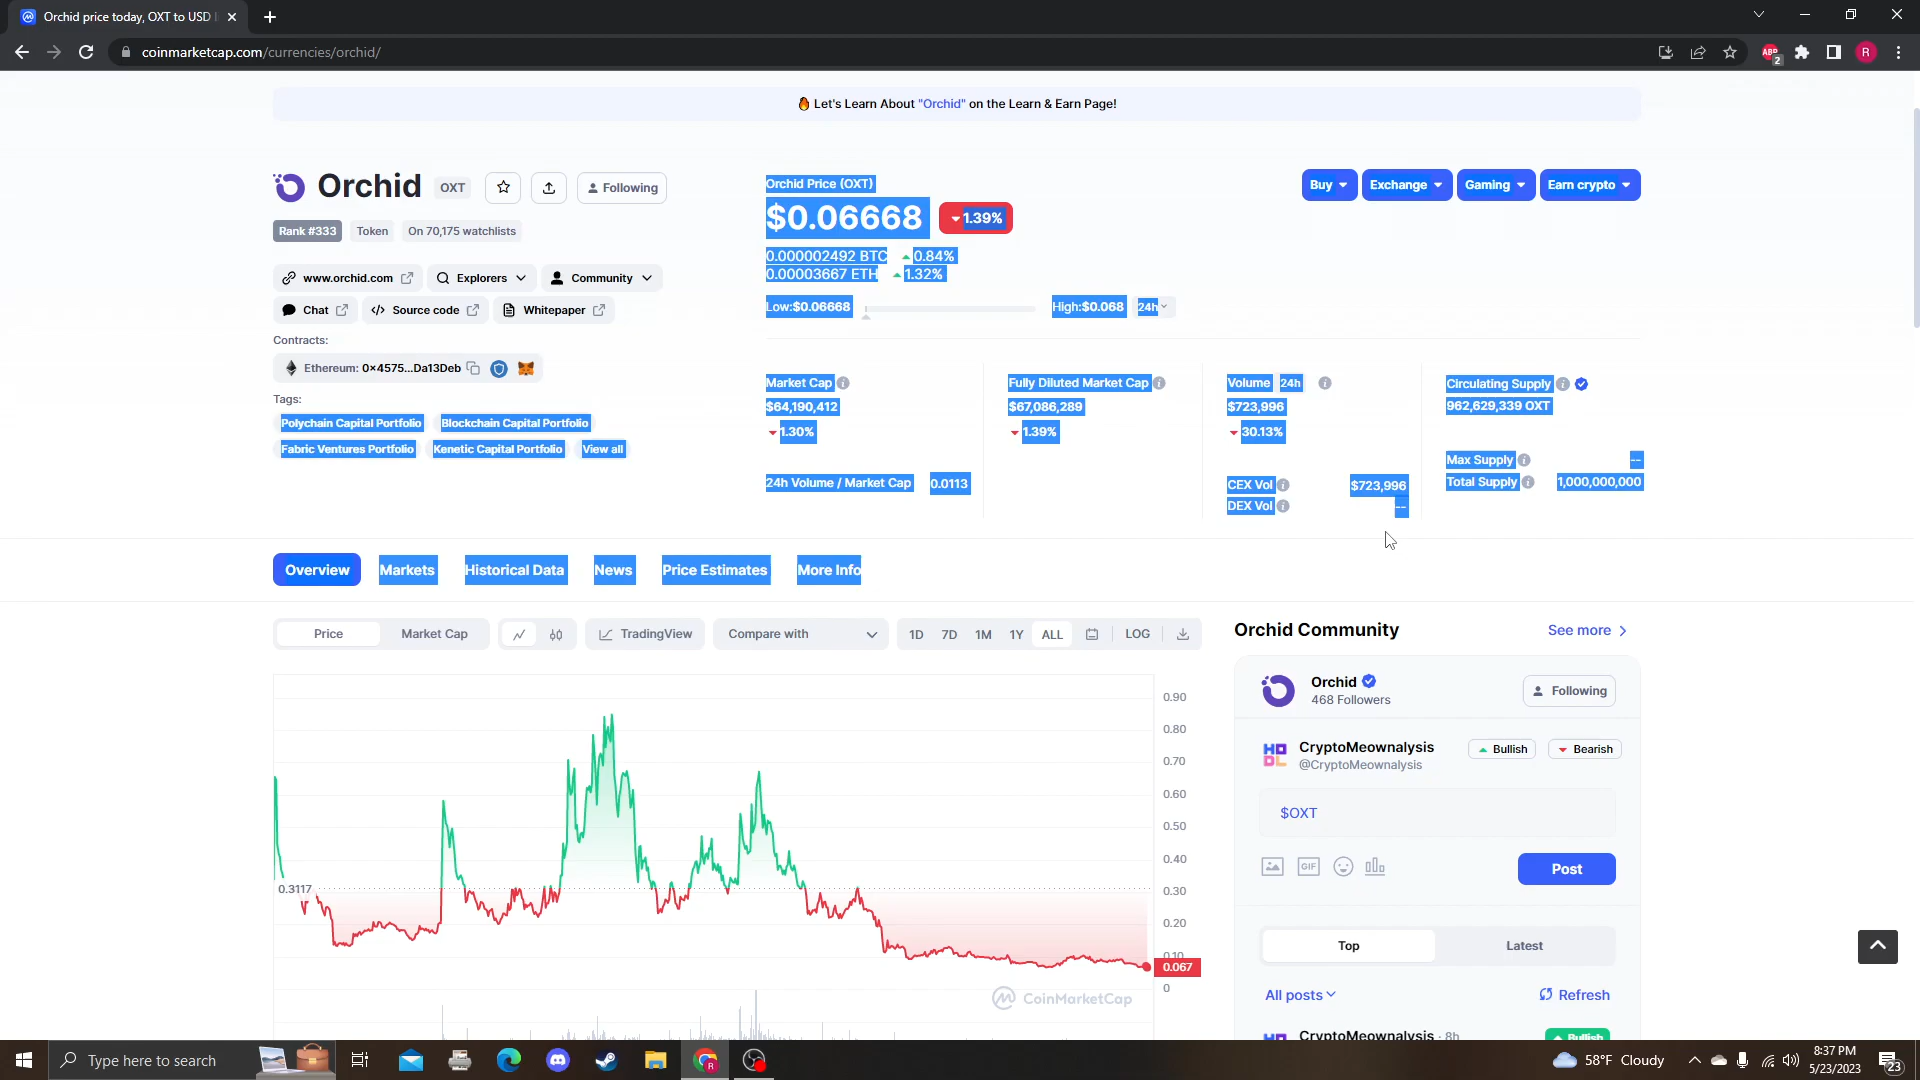 Orchid price today, OXT to USD l
coinmarketcap.com/currencies/orchid/
ABP
2
R
🔥 Let's Learn About "Orchid" on the Learn & Earn Page!
Orchid OXT Following
Rank #333 Token On 70,175 watchlists
www.orchid.com Explorers Community
Chat Source code Whitepaper
Contracts:
Ethereum: 0x4575...Da13Deb
Tags:
Polychain Capital Portfolio Blockchain Capital Portfolio
Fabric Ventures Portfolio Kenetic Capital Portfolio View all
Orchid Price (OXT)
$0.06668 1.39%
0.000002492 BTC 0.84%
0.00003667 ETH 1.32%
Low:$0.06668 High:$0.068 24h
Buy Exchange Gaming Earn crypto
Market Cap
$64,190,412
1.30%
24h Volume / Market Cap 0.0113
Fully Diluted Market Cap
$67,086,289
1.39%
Volume 24h
$723,996
30.13%
CEX Vol $723,996
DEX Vol --
Circulating Supply
962,629,339 OXT
Max Supply --
Total Supply 1,000,000,000
Overview Markets Historical Data News Price Estimates More Info
Price Market Cap TradingView Compare with 1D 7D 1M 1Y ALL LOG
0.90
0.80
0.70
0.60
0.50
0.40
0.3117
0.30
0.20
0.10
0.067
0
CoinMarketCap
Orchid Community See more
Orchid
468 Followers
Following
CryptoMeownalysis
@CryptoMeownalysis
Bullish Bearish
$OXT
GIF
Post
Top Latest
All posts Refresh
CryptoMeownalysis · 8h Bullish
Type here to search
58°F Cloudy
8:37 PM
5/23/2023
23